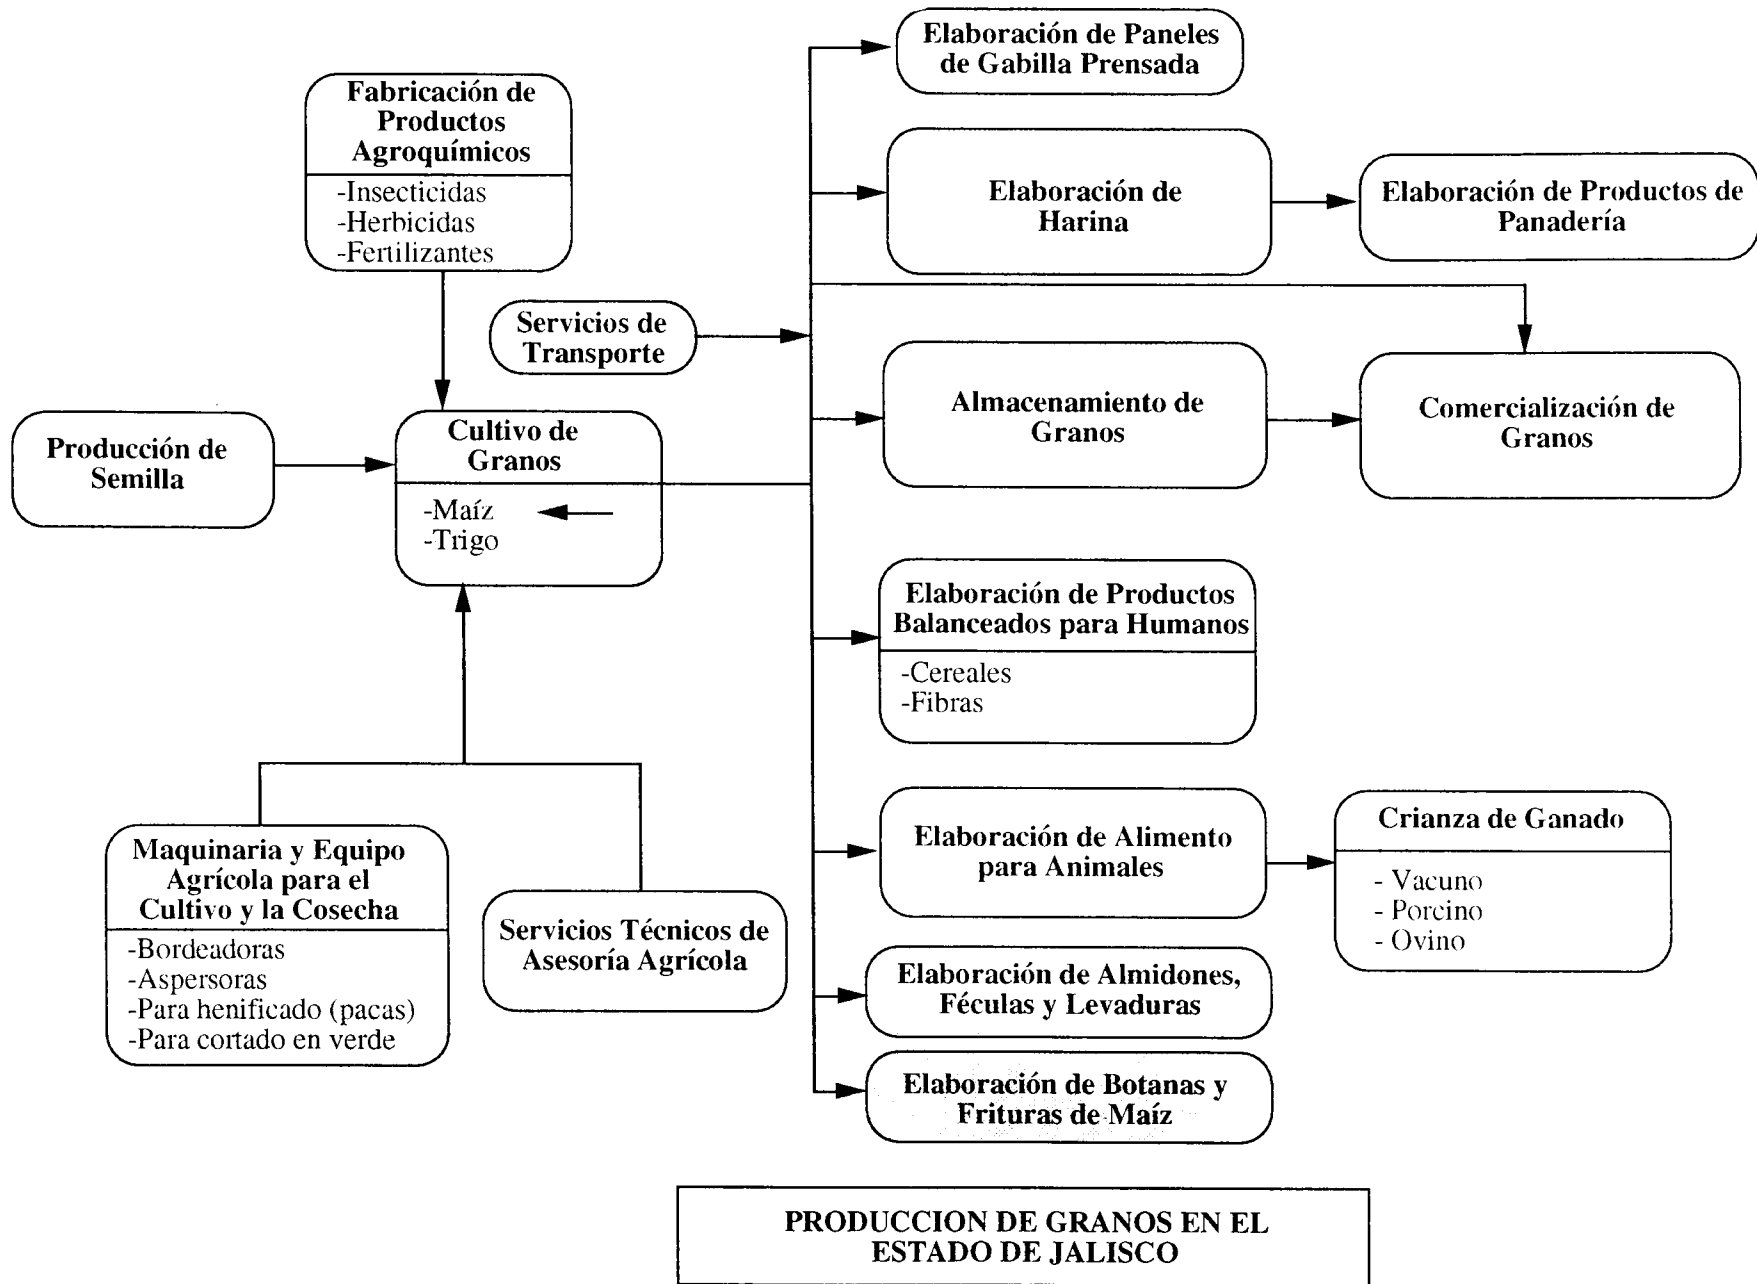 Elaboración de Paneles
de Gabilla Prensada
Fabricación de
Productos
Agroquímicos
-Insecticidas
-Herbicidas
-Fertilizantes
Elaboración de
Harina
Elaboración de Productos de
Panadería
Servicios de
Transporte
Almacenamiento de
Granos
Comercialización de
Granos
Producción de
Semilla
Cultivo de
Granos
-Maíz
-Trigo
Elaboración de Productos
Balanceados para Humanos
-Cereales
-Fibras
Maquinaria y Equipo
Agrícola para el
Cultivo y la Cosecha
-Bordeadoras
-Aspersoras
-Para henificado (pacas)
-Para cortado en verde
Servicios Técnicos de
Asesoría Agrícola
Elaboración de Alimento
para Animales
Crianza de Ganado
- Vacuno
- Porcino
- Ovino
Elaboración de Almidones,
Féculas y Levaduras
Elaboración de Botanas y
Frituras de Maíz
PRODUCCION DE GRANOS EN EL
ESTADO DE JALISCO